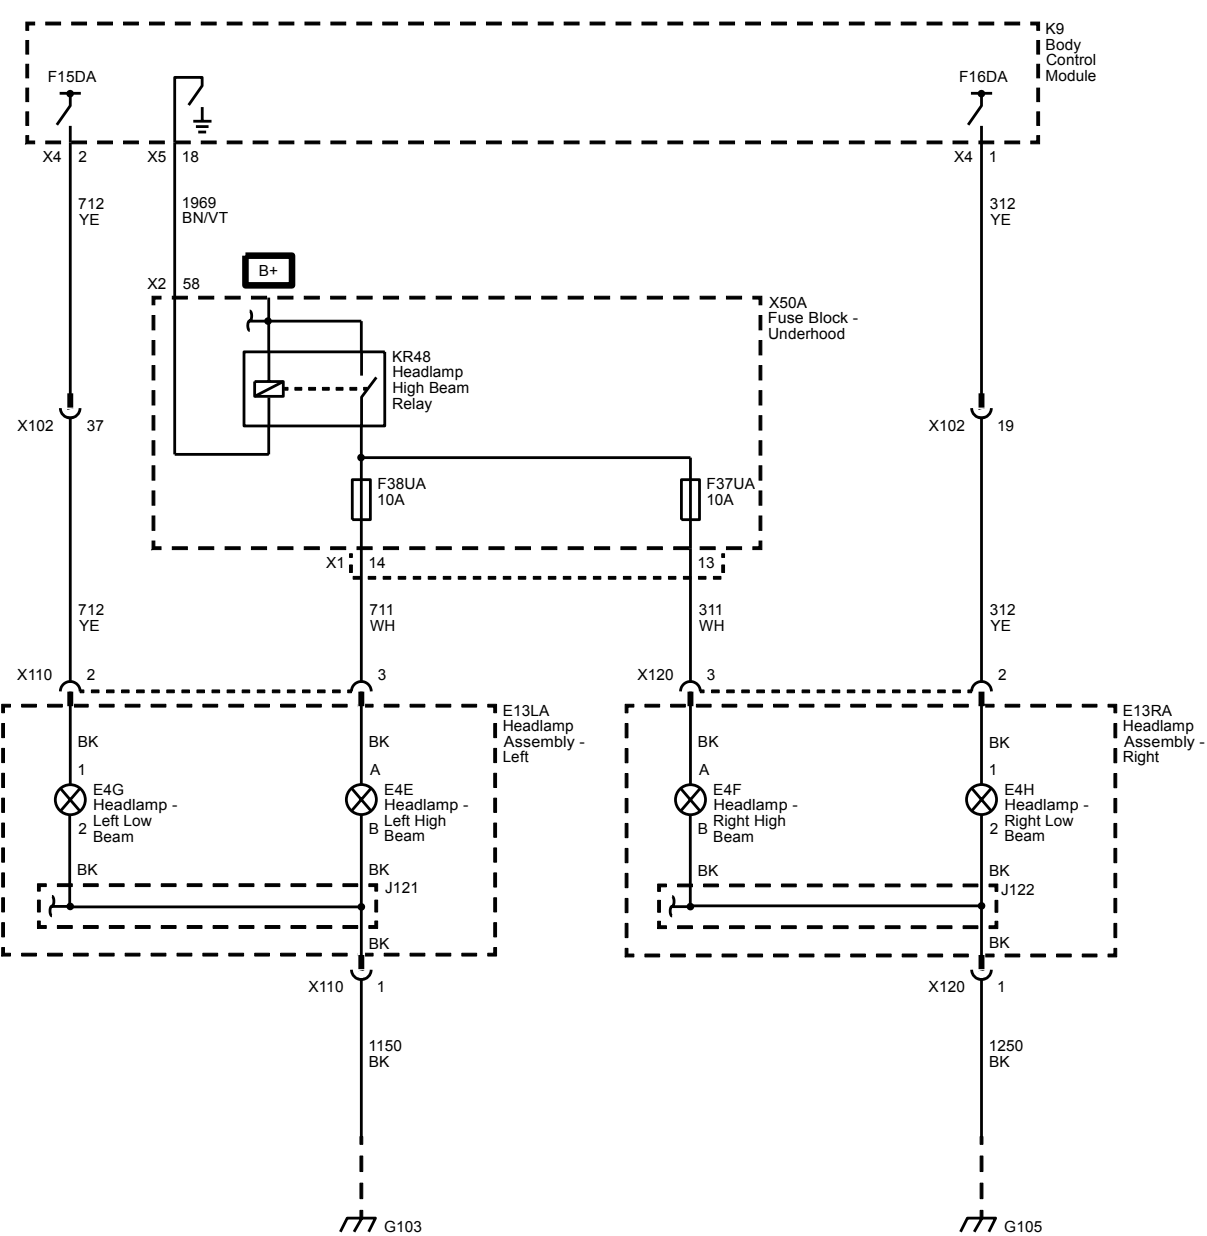 K9
Body
Control
Module
F15DA
F16DA
X4 2
X5 18
X4 1
712
YE
1969
BN/VT
312
YE
B+
X2 58
X50A
Fuse Block -
Underhood
KR48
Headlamp
High Beam
Relay
X102 37
X102 19
F38UA
10A
F37UA
10A
X1 14
13
712
YE
711
WH
311
WH
312
YE
X110 2
3
X120 3
2
E13LA
Headlamp
Assembly -
Left
E13RA
Headlamp
Assembly -
Right
BK
BK
BK
BK
1
A
A
1
E4G
Headlamp -
Left Low
Beam
2
E4E
Headlamp -
Left High
Beam
B
E4F
Headlamp -
Right High
Beam
B
E4H
Headlamp -
Right Low
Beam
2
BK
BK
BK
BK
J121
J122
BK
BK
X110 1
X120 1
1150
BK
1250
BK
G103
G105